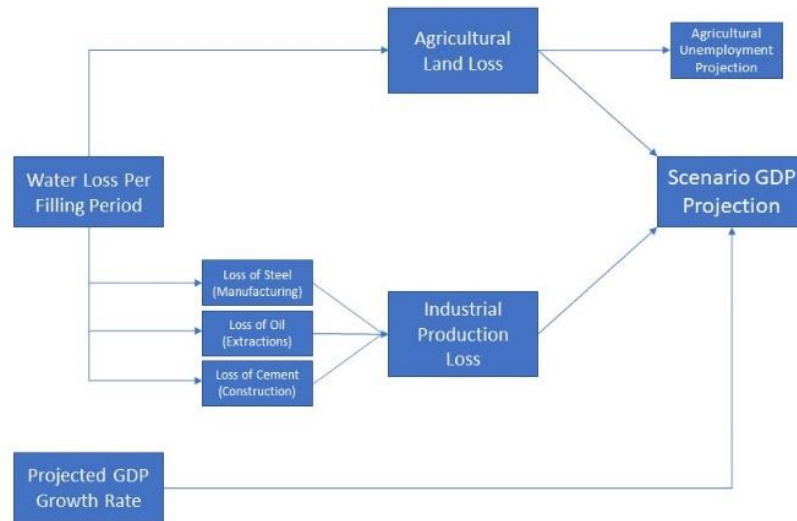 Agricultural
Land Loss
Agricultural
Unemployment
Projection
Water Loss Per
Filling Period
Scenario GDP
Projection
Loss of Steel
(Manufacturing)
Loss of Oil
(Extractions)
Loss of Cement
(Construction)
Industrial
Production
Loss
Projected GDP
Growth Rate